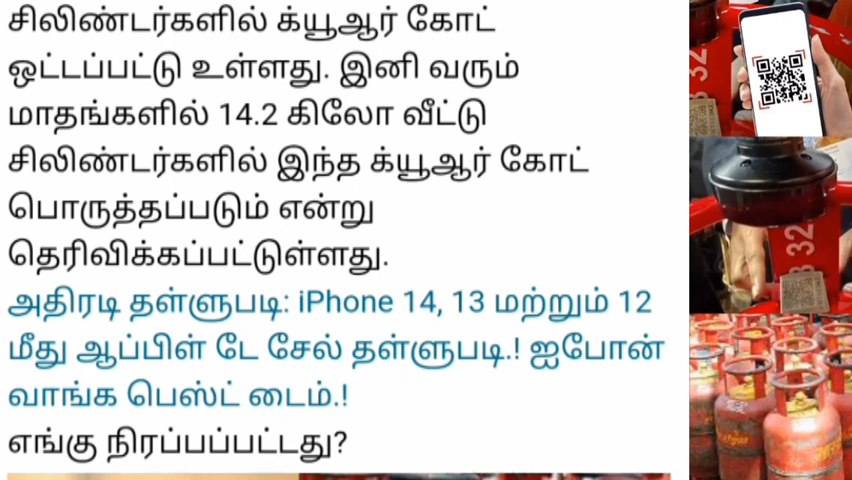 சிலிண்டர்களில் க்யூஆர் கோட்
ஒட்டப்பட்டு உள்ளது. இனி வரும்
மாதங்களில் 14.2 கிலோ வீட்டு
சிலிண்டர்களில் இந்த க்யூஆர் கோட்
பொருத்தப்படும் என்று
தெரிவிக்கப்பட்டுள்ளது.
அதிரடி தள்ளுபடி: iPhone 14, 13 மற்றும் 12
மீது ஆப்பிள் டே சேல் தள்ளுபடி.! ஐபோன்
வாங்க பெஸ்ட் டைம்.!
எங்கு நிரப்பப்பட்டது?
32
B 32